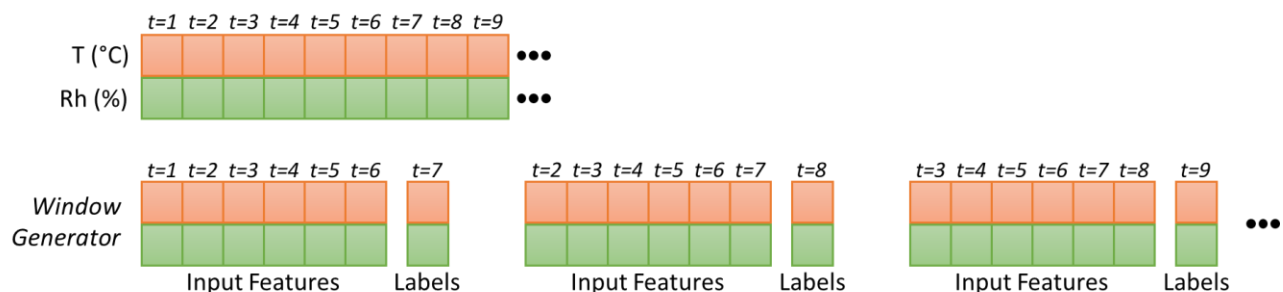 t=1 t=2 t=3 t=4 t=5 t=6 t=7 t=8 t=9
T (°C) •••
Rh (%) •••
t=1 t=2 t=3 t=4 t=5 t=6 t=7 t=2 t=3 t=4 t=5 t=6 t=7 t=8 t=3 t=4 t=5 t=6 t=7 t=8 t=9
Window
Generator •••
Input Features Labels Input Features Labels Input Features Labels